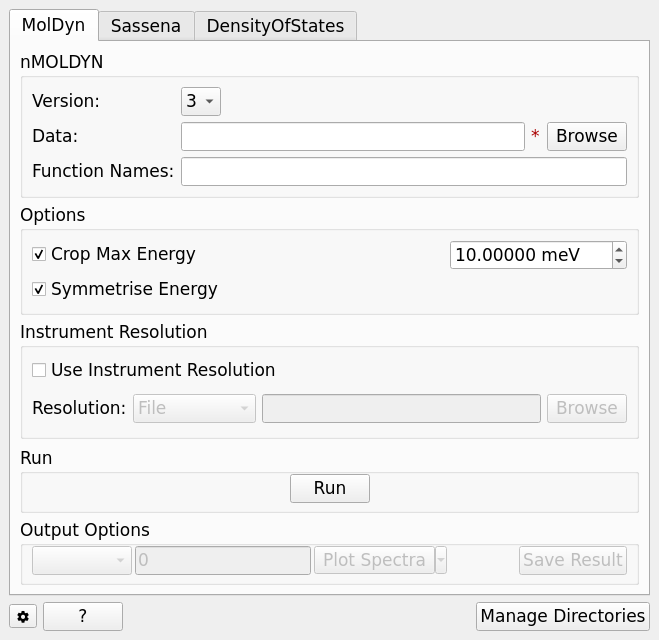 MolDyn Sassena DensityOfStates
nMOLDYN
Version: 3
Data: * Browse
Function Names:
Options
Crop Max Energy 10.00000 meV
Symmetrise Energy
Instrument Resolution
Use Instrument Resolution
Resolution: File Browse
Run
Run
Output Options
0 Plot Spectra Save Result
? Manage Directories